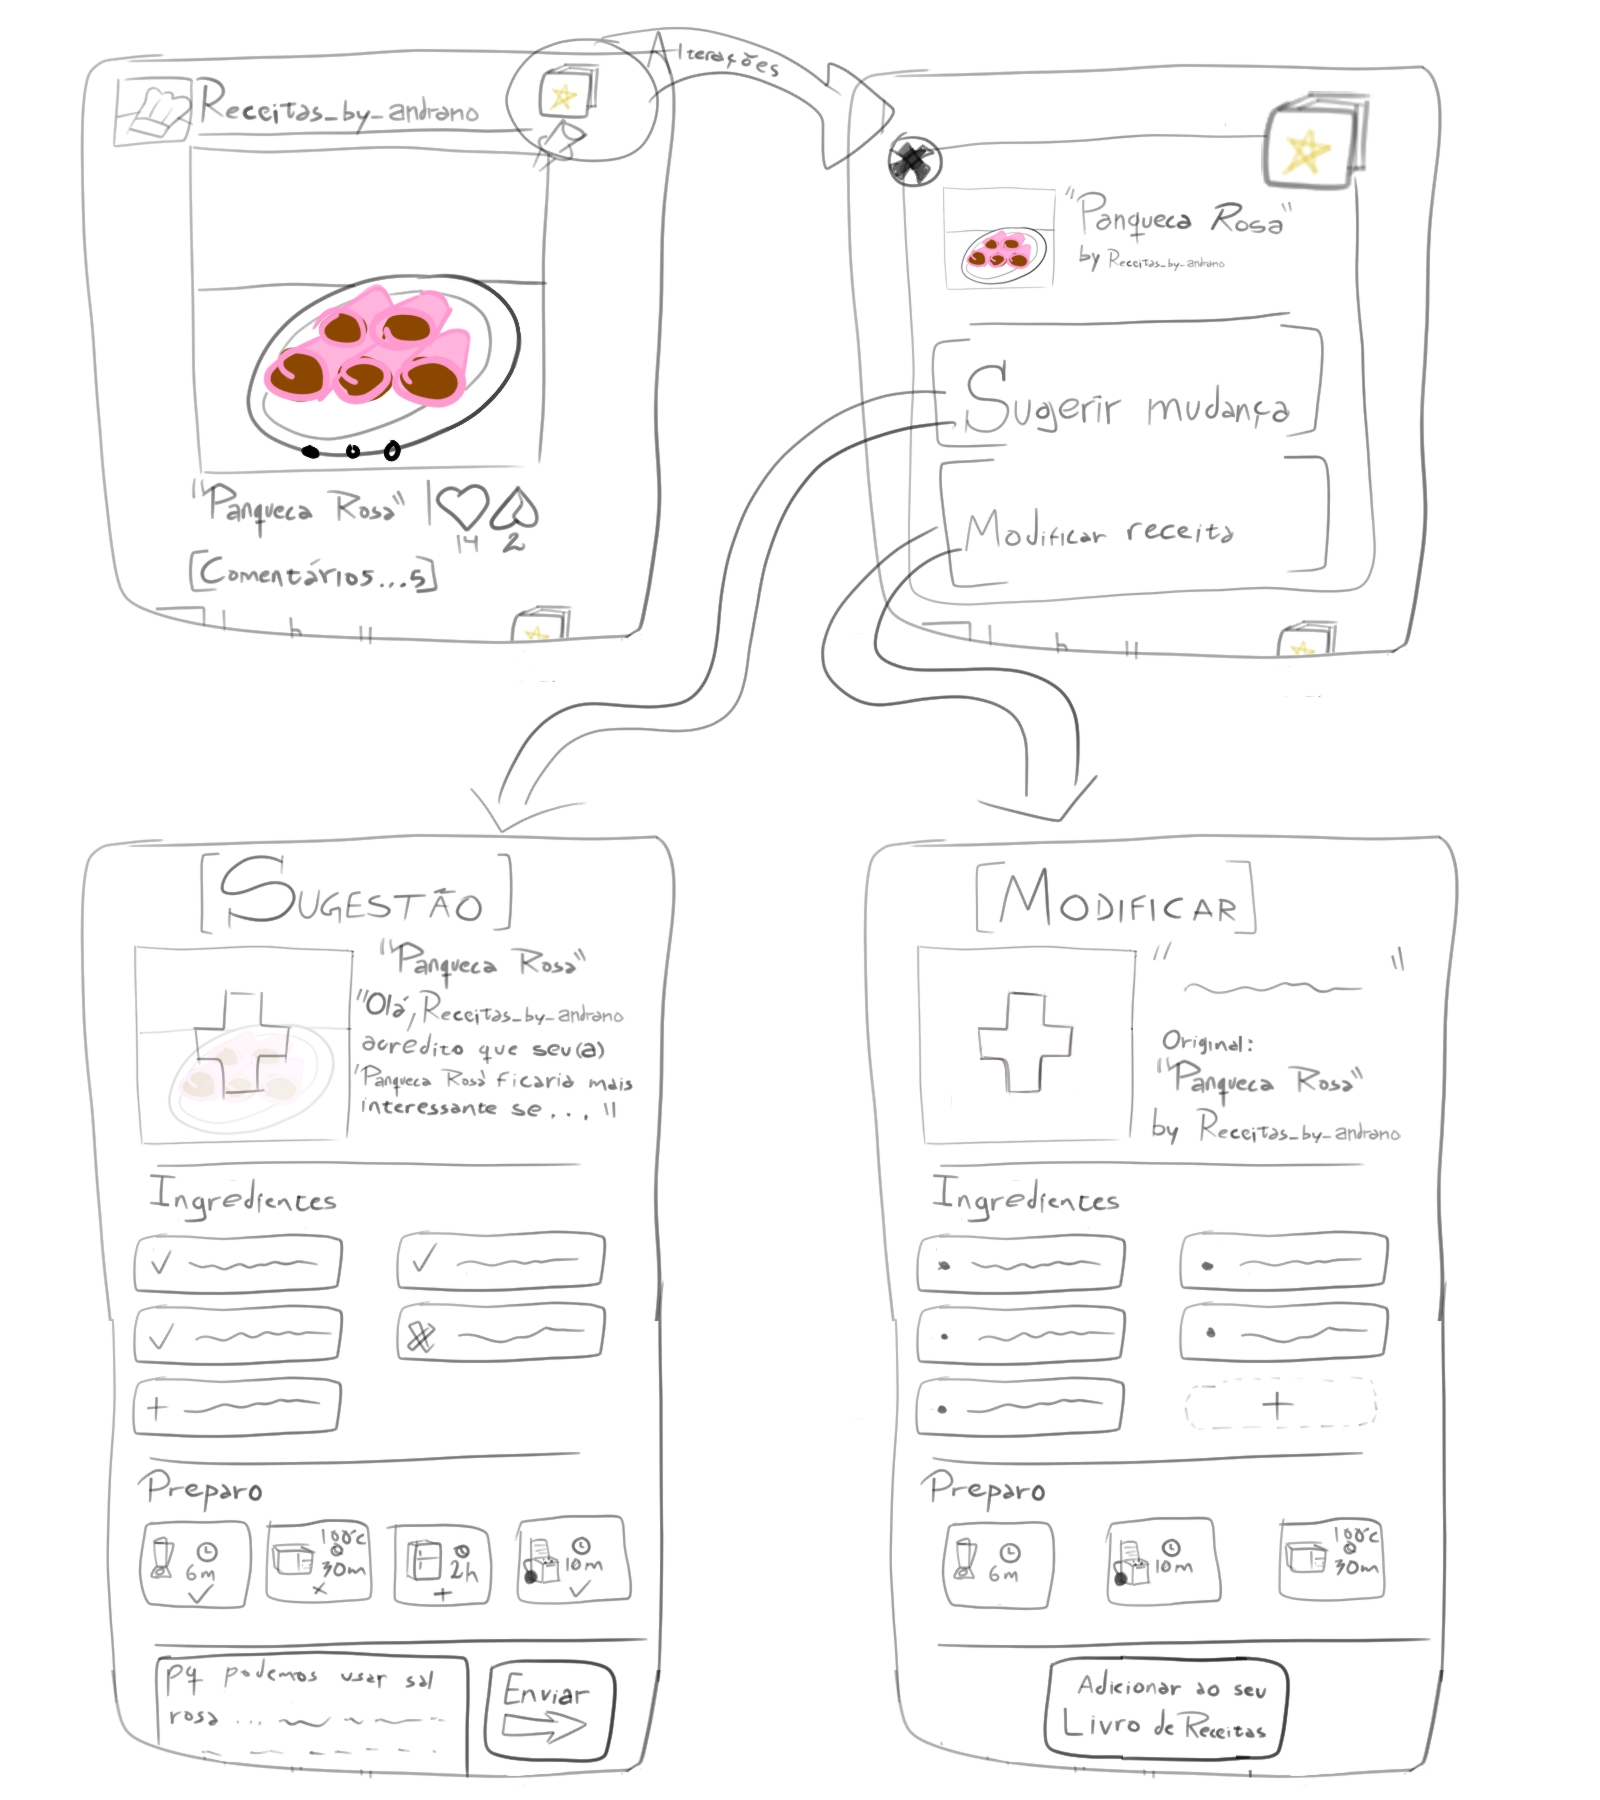 Alterações
Receitas_by_andrano
"Panqueca Rosa"
14
2
[Comentários...5]
"Panqueca Rosa"
by Receitas_by_andrano
Sugerir mudança
Modificar receita
[SUGESTÃO]
"Panqueca Rosa"
"Olá, Receitas_by_andrano
acredito que seu(a)
'Panqueca Rosa' ficaria mais
interessante se... "
Ingredientes
+
Preparo
6m
100°c
30m
2h
+
10m
pq podemos usar sal
rosa ...
Enviar
[MODIFICAR]
" "
Original:
"Panqueca Rosa"
by Receitas_by_andrano
Ingredientes
+
Preparo
6m
10m
100°c
30m
Adicionar ao seu
Livro de Receitas